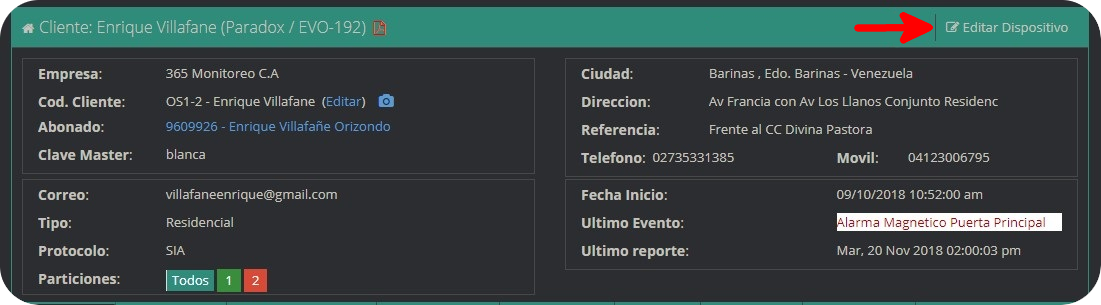 Cliente: Enrique Villafane (Paradox / EVO-192)
Editar Dispositivo
Empresa: 365 Monitoreo C.A
Cod. Cliente: OS1-2 - Enrique Villafane (Editar)
Abonado: 9609926 - Enrique Villafañe Orizondo
Clave Master: blanca
Ciudad: Barinas , Edo. Barinas - Venezuela
Direccion: Av Francia con Av Los Llanos Conjunto Residenc
Referencia: Frente al CC Divina Pastora
Telefono: 02735331385 Movil: 04123006795
Correo: villafaneenrique@gmail.com
Tipo: Residencial
Protocolo: SIA
Particiones: Todos 1 2
Fecha Inicio: 09/10/2018 10:52:00 am
Ultimo Evento: Alarma Magnetico Puerta Principal
Ultimo reporte: Mar, 20 Nov 2018 02:00:03 pm